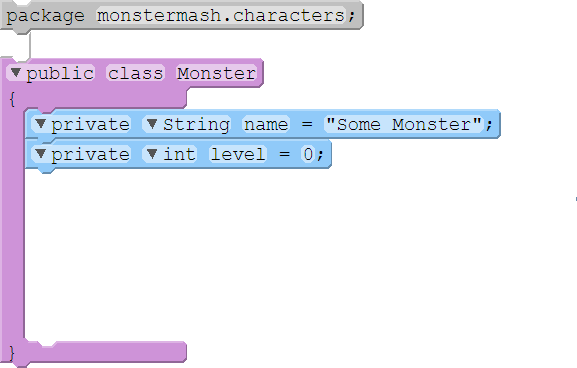 package monstermash.characters;
public class Monster
{
private String name = "Some Monster";
private int level = 0;
}